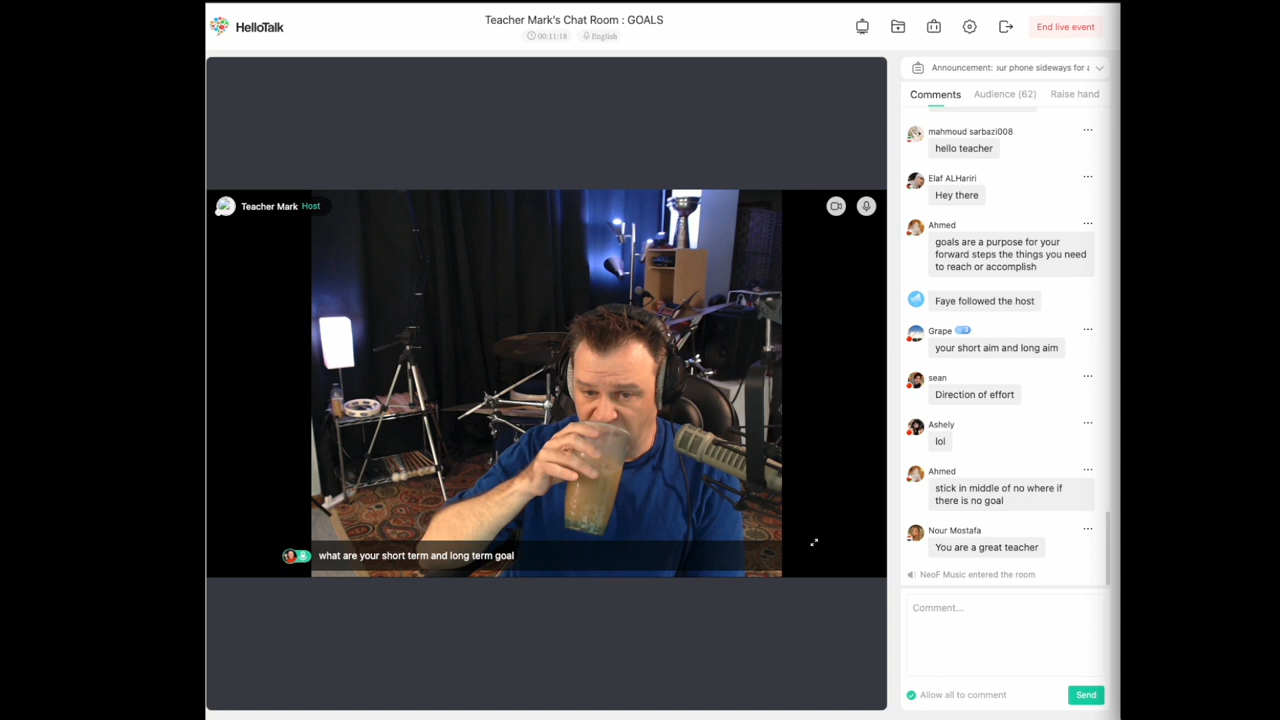 HelloTalk
Teacher Mark's Chat Room : GOALS
00:11:18
English
End live event
Teacher Mark Host
what are your short term and long term goal
Announcement: our phone sideways for a
Comments
Audience (62)
Raise hand
mahmoud sarbazi008
hello teacher
Elaf ALHariri
Hey there
Ahmed
goals are a purpose for your
forward steps the things you need
to reach or accomplish
Faye followed the host
Grape
your short aim and long aim
sean
Direction of effort
Ashely
lol
Ahmed
stick in middle of no where if
there is no goal
Nour Mostafa
You are a great teacher
NeoF Music entered the room
Comment...
Allow all to comment
Send